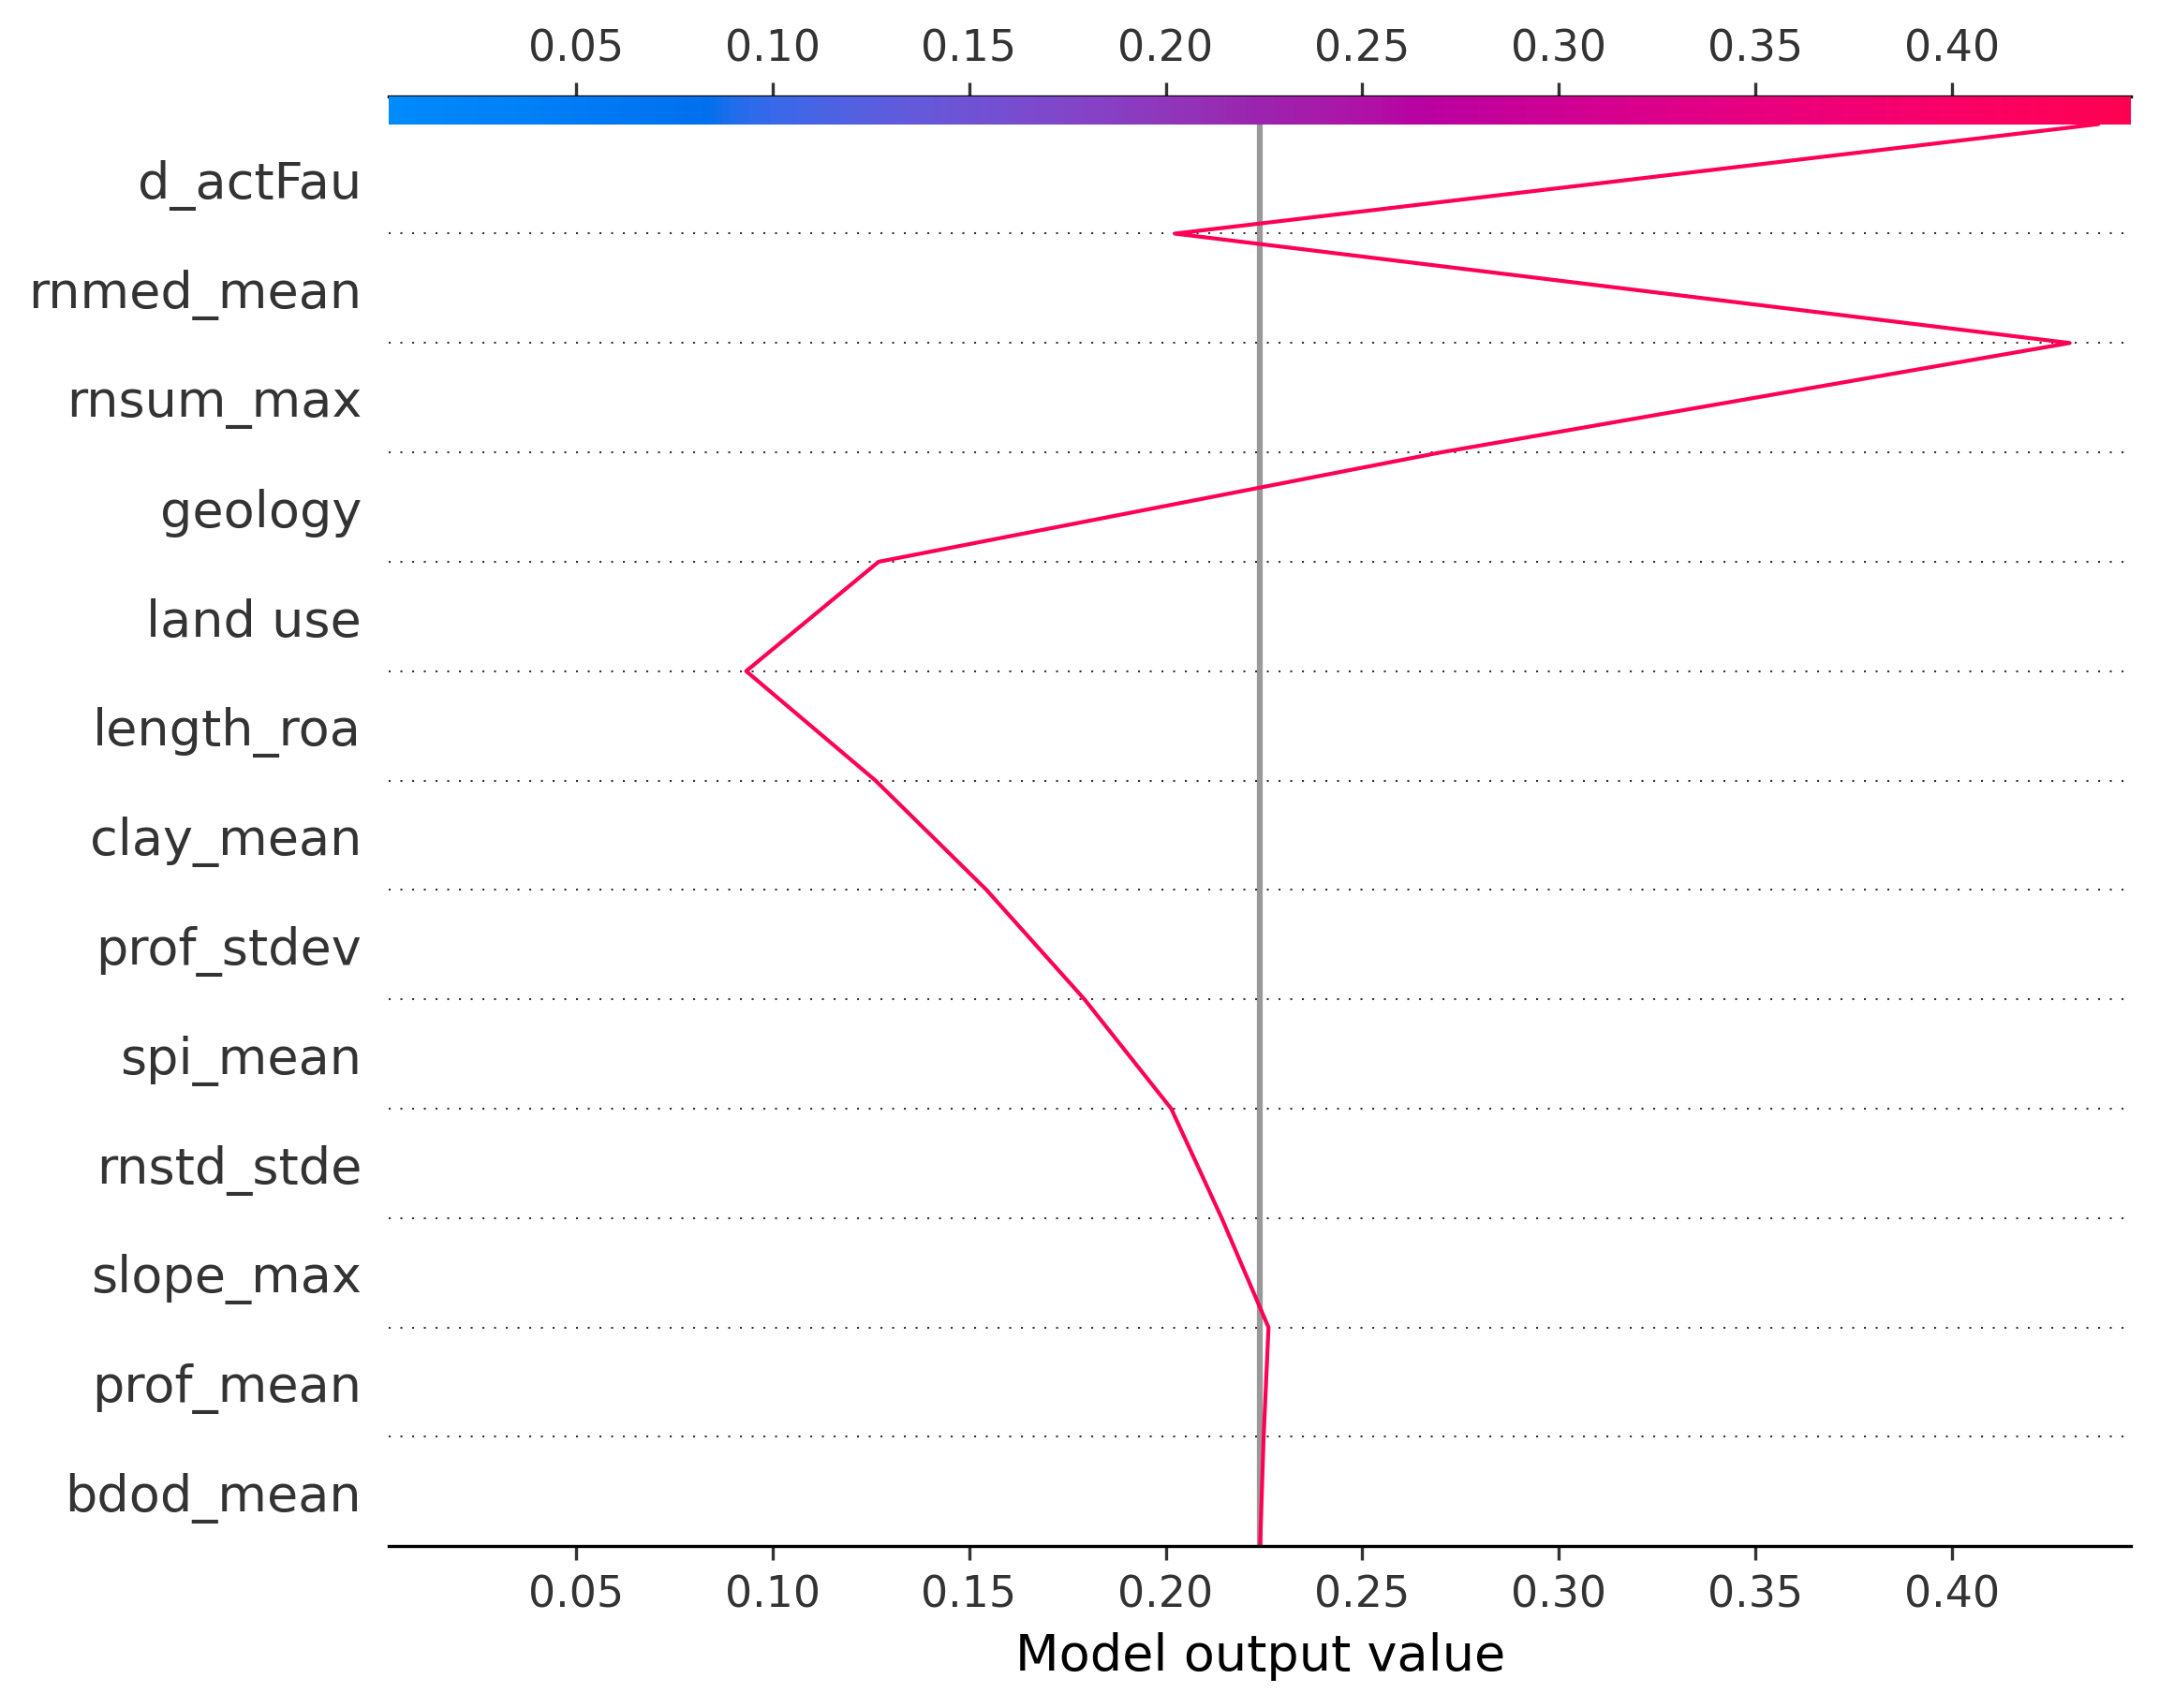 0.05 0.10 0.15 0.20 0.25 0.30 0.35 0.40
d_actFau
rnmed_mean
rnsum_max
geology
land use
length_roa
clay_mean
prof_stdev
spi_mean
rnstd_stde
slope_max
prof_mean
bdod_mean
0.05 0.10 0.15 0.20 0.25 0.30 0.35 0.40
Model output value